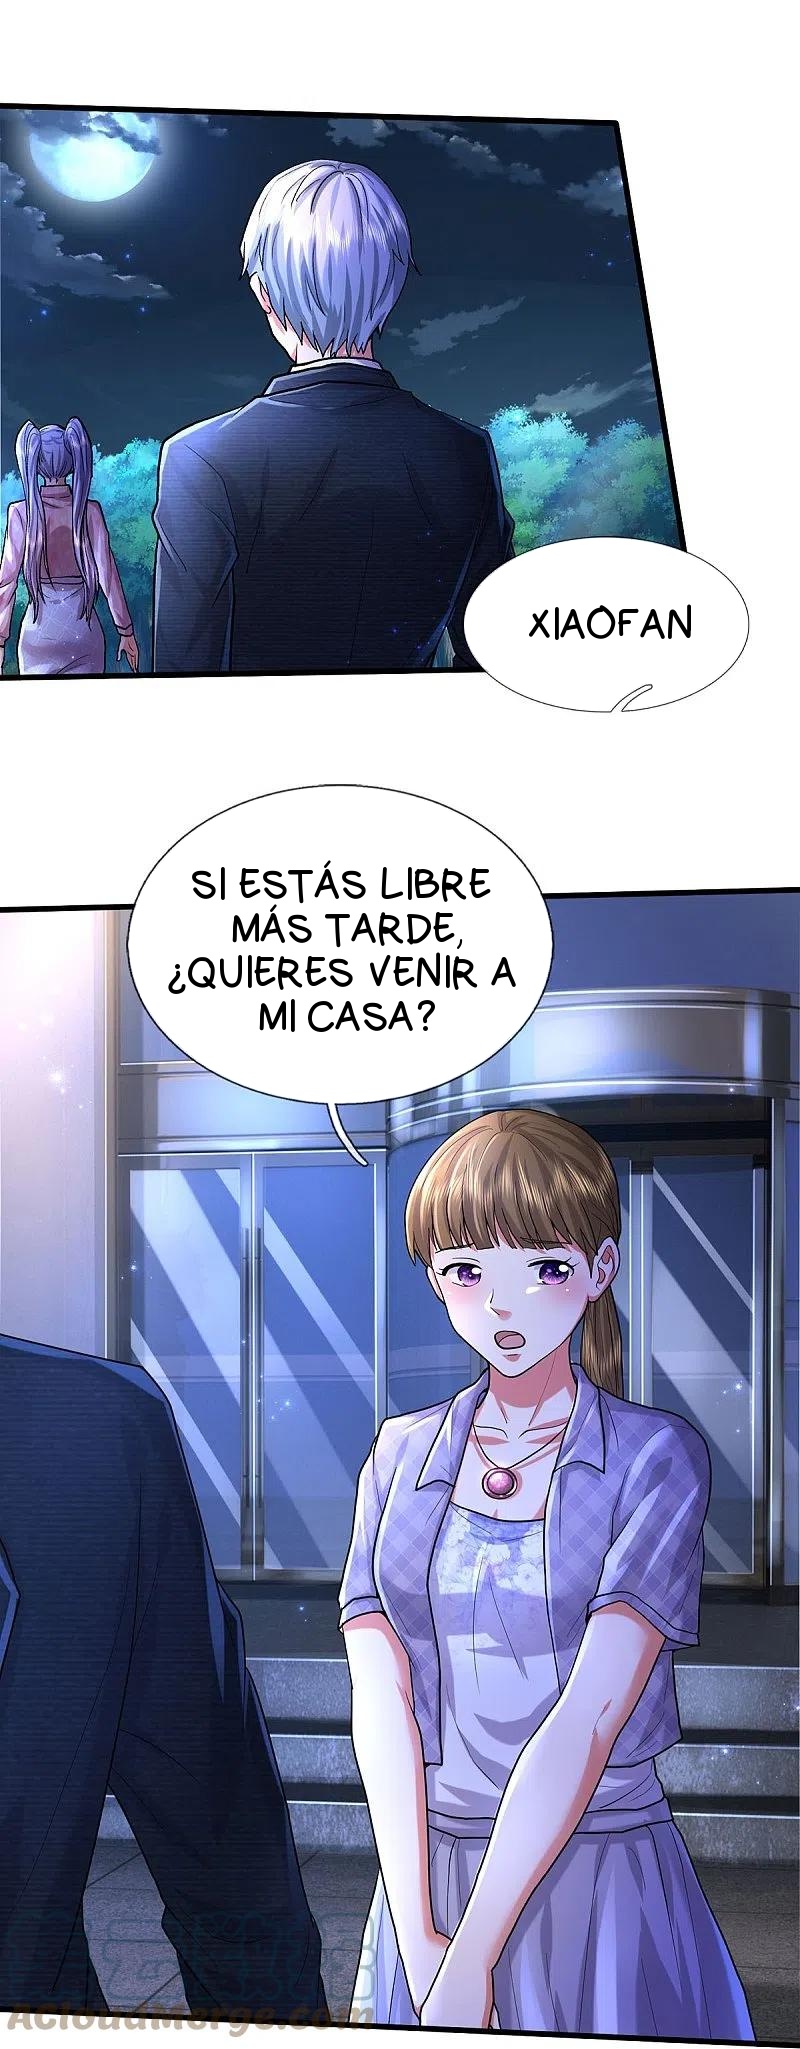 XIAOFAN
SI ESTÁS LIBRE
MÁS TARDE,
¿QUIERES VENIR A
MI CASA?
AcloudMerge.com